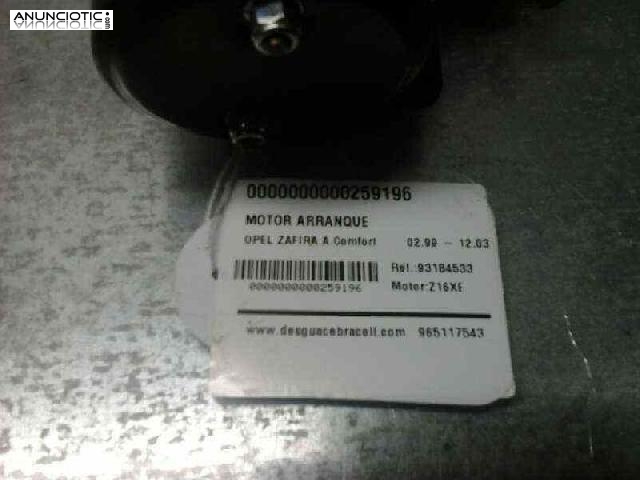 ANUNCIOTIC.com
0000000000259196
MOTOR ARRANQUE
OPEL ZAFIRA A Comfort 02.99 - 12.03
Ref.:93184533
0000000000259196 Motor:Z16XE
www.desguacebracell.com 965117543